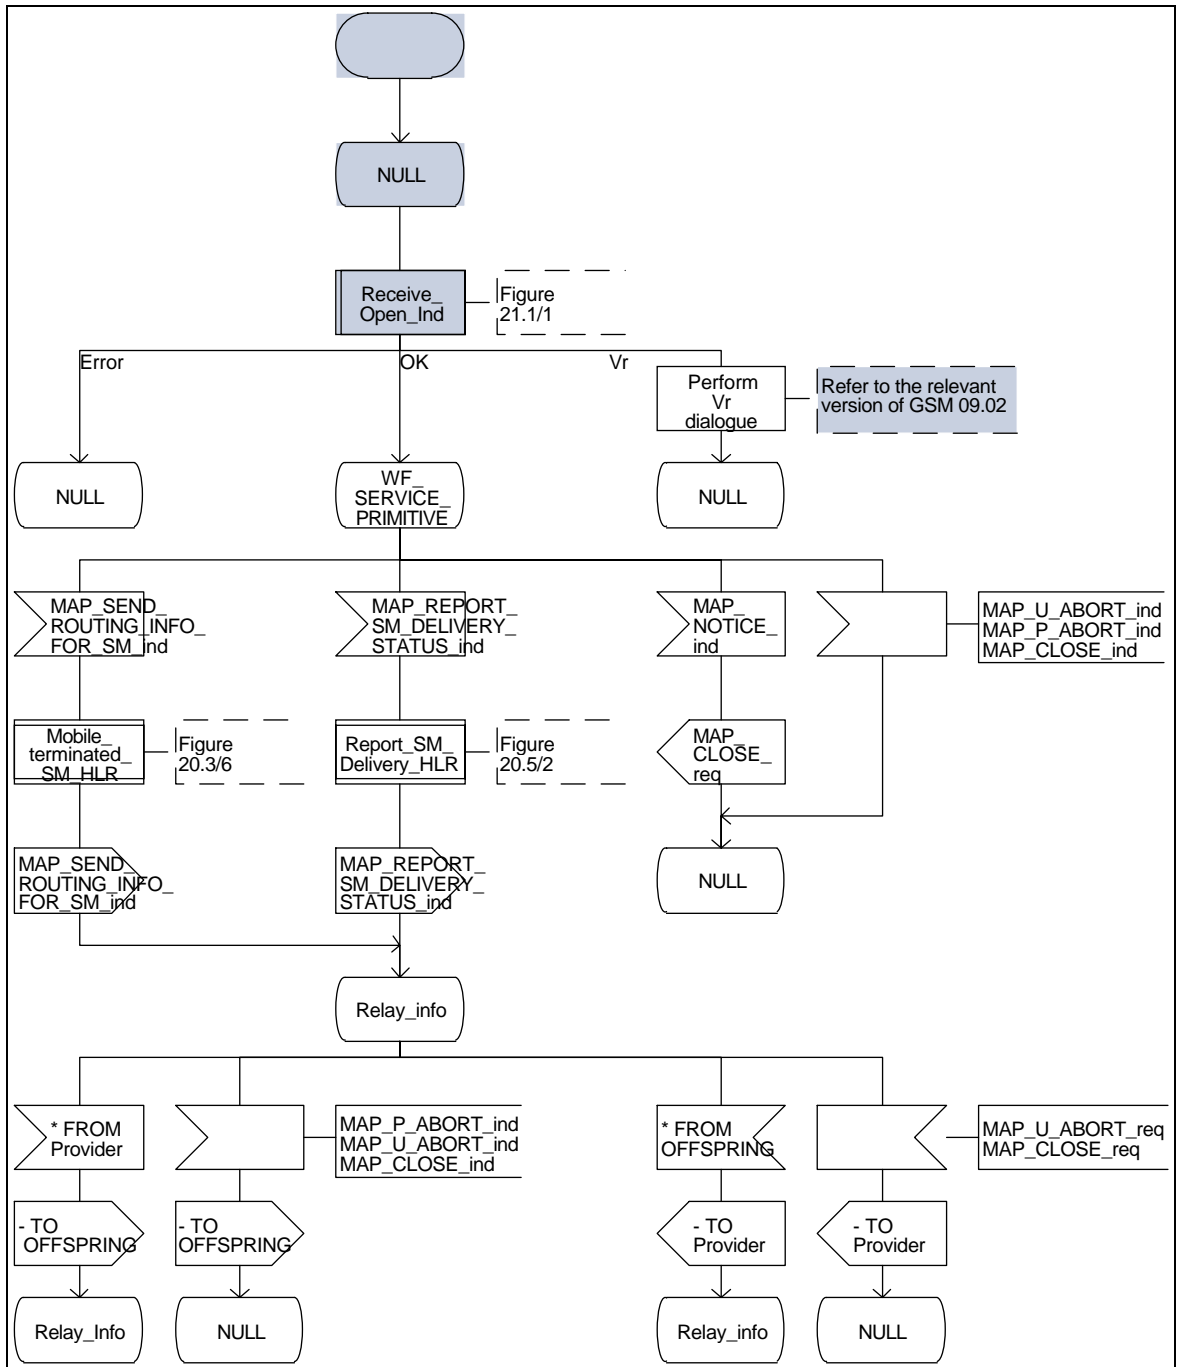 NULL
Receive_
Open_Ind
Figure
21.1/1
Error
OK
Vr
Perform
Vr
dialogue
Refer to the relevant
version of GSM 09.02
NULL
WF_
SERVICE_
PRIMITIVE
NULL
MAP_SEND_
ROUTING_INFO_
FOR_SM_ind
MAP_REPORT_
SM_DELIVERY_
STATUS_ind
MAP_
NOTICE_
ind
MAP_U_ABORT_ind
MAP_P_ABORT_ind
MAP_CLOSE_ind
Mobile_
terminated_
SM_HLR
Figure
20.3/6
Report_SM_
Delivery_HLR
Figure
20.5/2
MAP_
CLOSE_
req
MAP_SEND_
ROUTING_INFO_
FOR_SM_ind
MAP_REPORT_
SM_DELIVERY_
STATUS_ind
NULL
Relay_info
* FROM
Provider
MAP_P_ABORT_ind
MAP_U_ABORT_ind
MAP_CLOSE_ind
* FROM
OFFSPRING
MAP_U_ABORT_req
MAP_CLOSE_req
- TO
OFFSPRING
- TO
OFFSPRING
- TO
Provider
- TO
Provider
Relay_Info
NULL
Relay_info
NULL